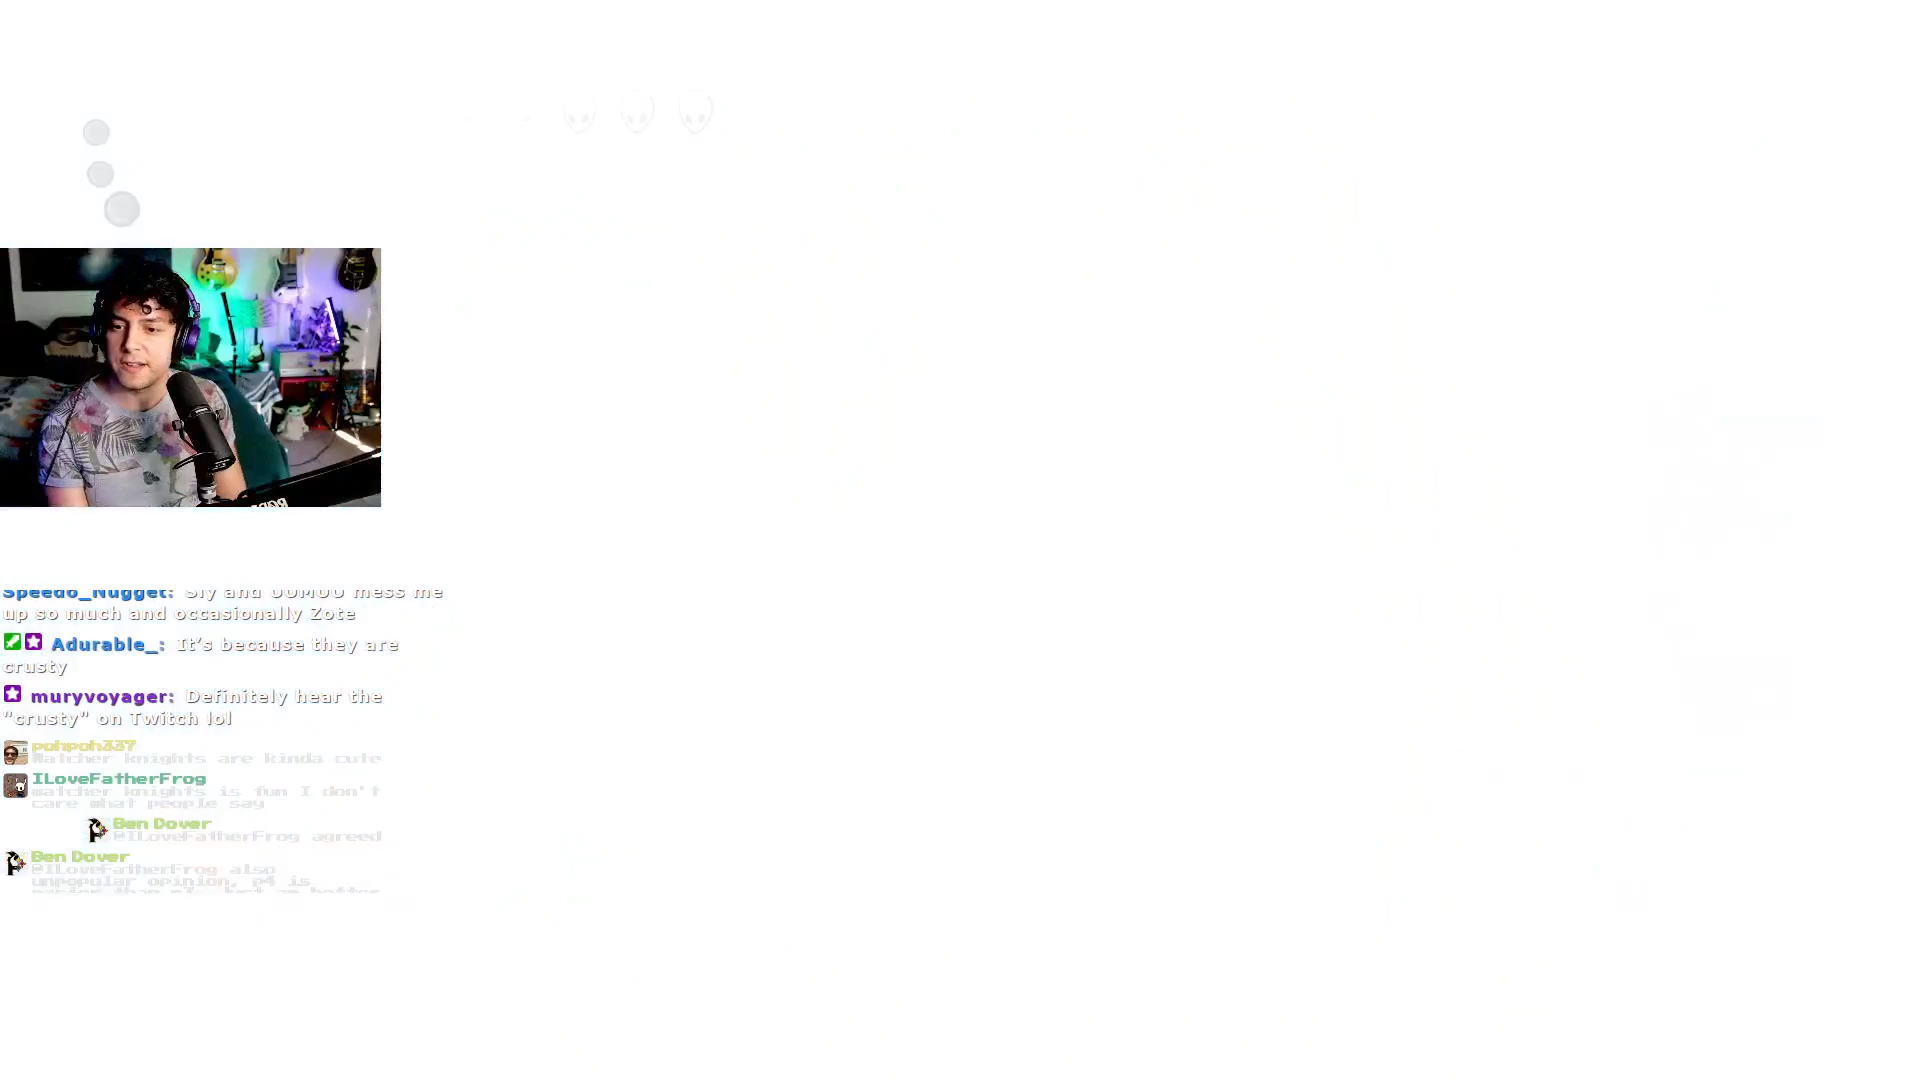 Speedo_Nugget: Sly and OOMOO mess me
up so much and occasionally Zote
Adurable_: It's because they are
crusty
muryvoyager: Definitely hear the
"crusty" on Twitch lol
pohpoh337
Watcher knights are kinda cute
ILoveFatherFrog
watcher knights is fun I don't
care what people say
Ben Dover
@ILoveFatherFrog agreed
Ben Dover
@ILoveFatherFrog also
unpopular opinion, p4 is
easier than